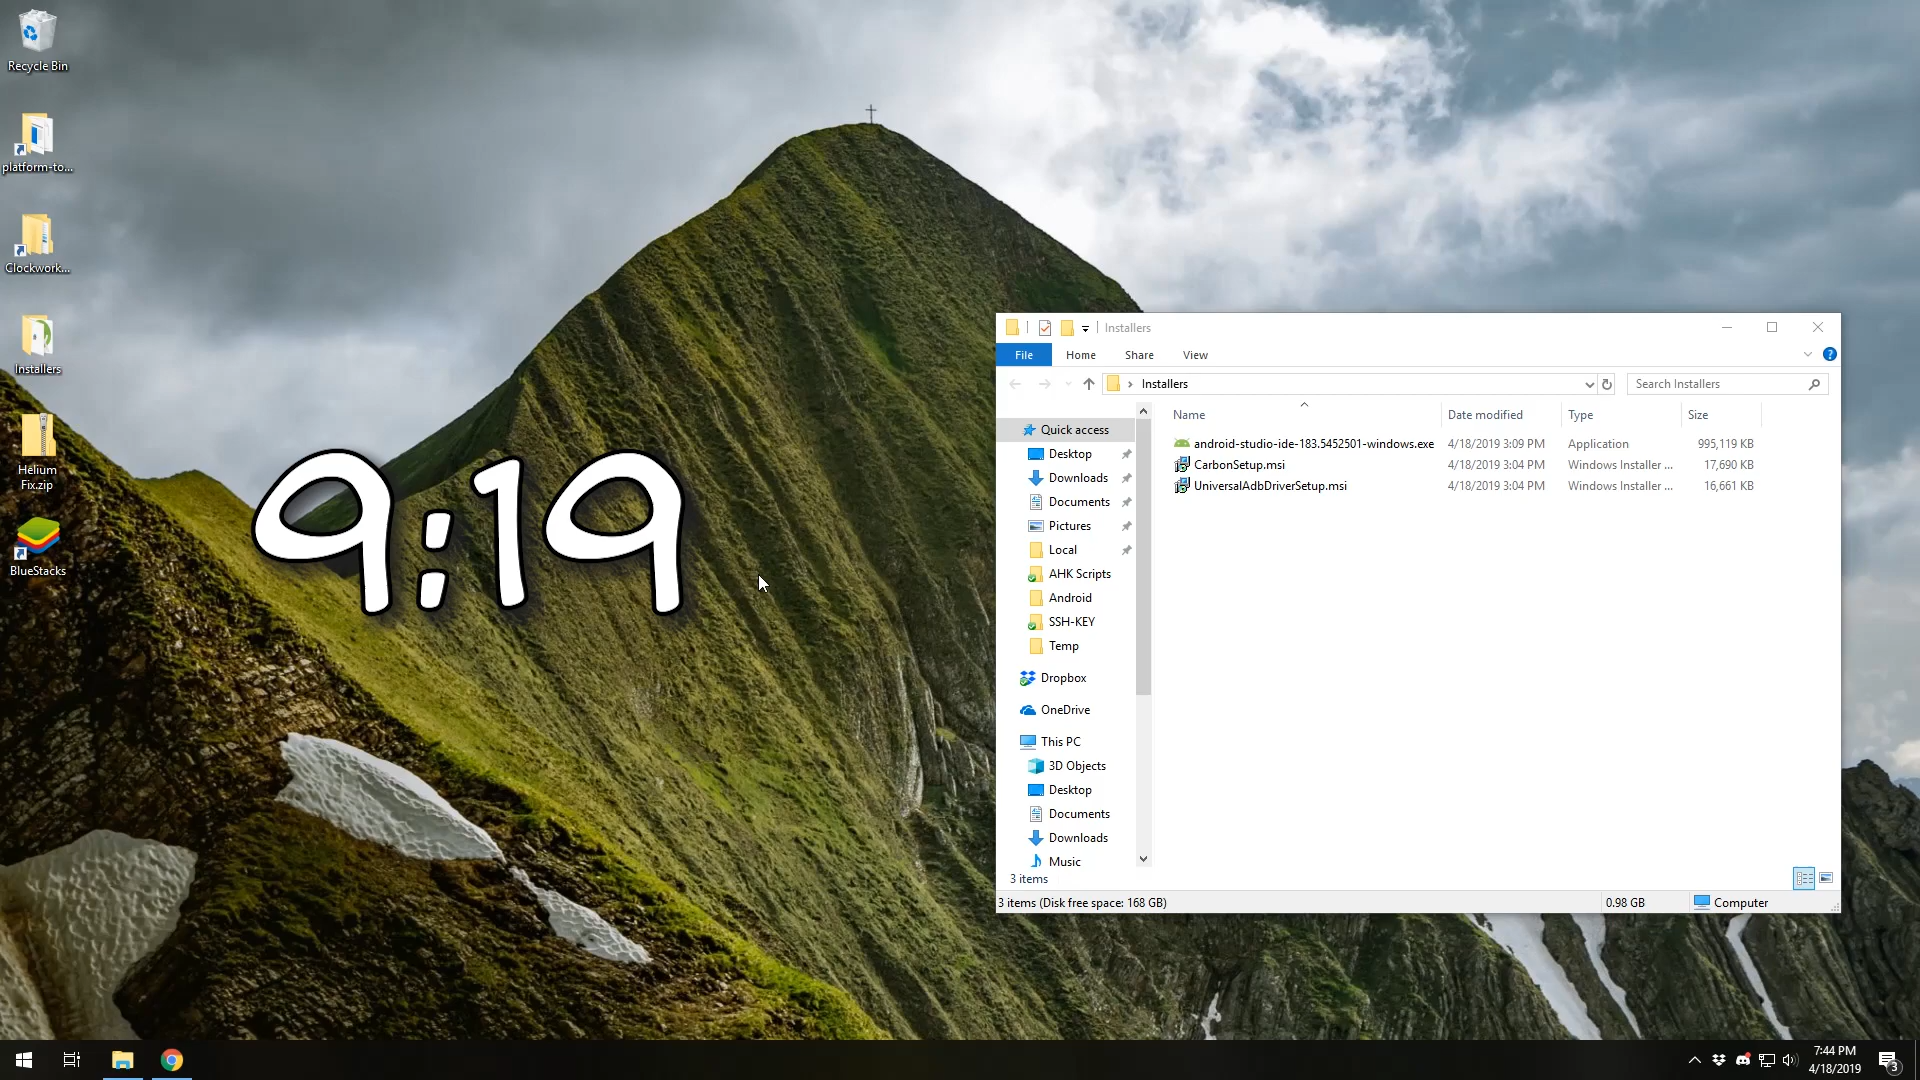 Recycle Bin
platform-to...
Clockwork...
Installers
Helium
Fix.zip
BlueStacks
9:19
Installers
File Home Share View
Installers
Search Installers
Name Date modified Type Size
android-studio-ide-183.5452501-windows.exe 4/18/2019 3:09 PM Application 995,119 KB
CarbonSetup.msi 4/18/2019 3:04 PM Windows Installer ... 17,690 KB
UniversalAdbDriverSetup.msi 4/18/2019 3:04 PM Windows Installer ... 16,661 KB
Quick access
Desktop
Downloads
Documents
Pictures
Local
AHK Scripts
Android
SSH-KEY
Temp
Dropbox
OneDrive
This PC
3D Objects
Desktop
Documents
Downloads
Music
3 items
3 items (Disk free space: 168 GB) 0.98 GB Computer
7:44 PM
4/18/2019
3